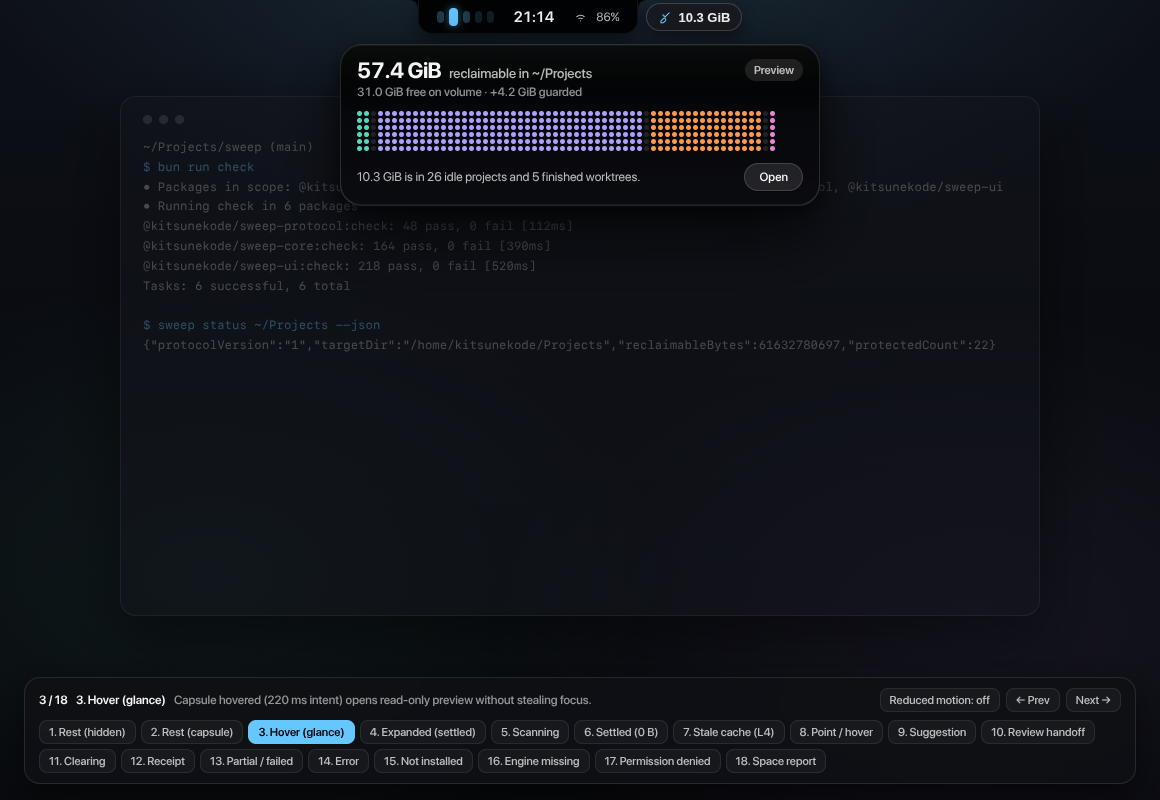 21:14
86%
10.3 GiB
57.4 GiB reclaimable in ~/Projects
Preview
31.0 GiB free on volume · +4.2 GiB guarded
10.3 GiB is in 26 idle projects and 5 finished worktrees.
Open
~/Projects/sweep (main)
$ bun run check
• Packages in scope: @kitsu ol, @kitsunekode/sweep-ui
• Running check in 6 packages
@kitsunekode/sweep-protocol:check: 48 pass, 0 fail [112ms]
@kitsunekode/sweep-core:check: 164 pass, 0 fail [390ms]
@kitsunekode/sweep-ui:check: 218 pass, 0 fail [520ms]
Tasks: 6 successful, 6 total
$ sweep status ~/Projects --json
{"protocolVersion":"1","targetDir":"/home/kitsunekode/Projects","reclaimableBytes":61632780697,"protectedCount":22}
3 / 18 3. Hover (glance) Capsule hovered (220 ms intent) opens read-only preview without stealing focus.
Reduced motion: off
← Prev
Next →
1. Rest (hidden)
2. Rest (capsule)
3. Hover (glance)
4. Expanded (settled)
5. Scanning
6. Settled (0 B)
7. Stale cache (L4)
8. Point / hover
9. Suggestion
10. Review handoff
11. Clearing
12. Receipt
13. Partial / failed
14. Error
15. Not installed
16. Engine missing
17. Permission denied
18. Space report